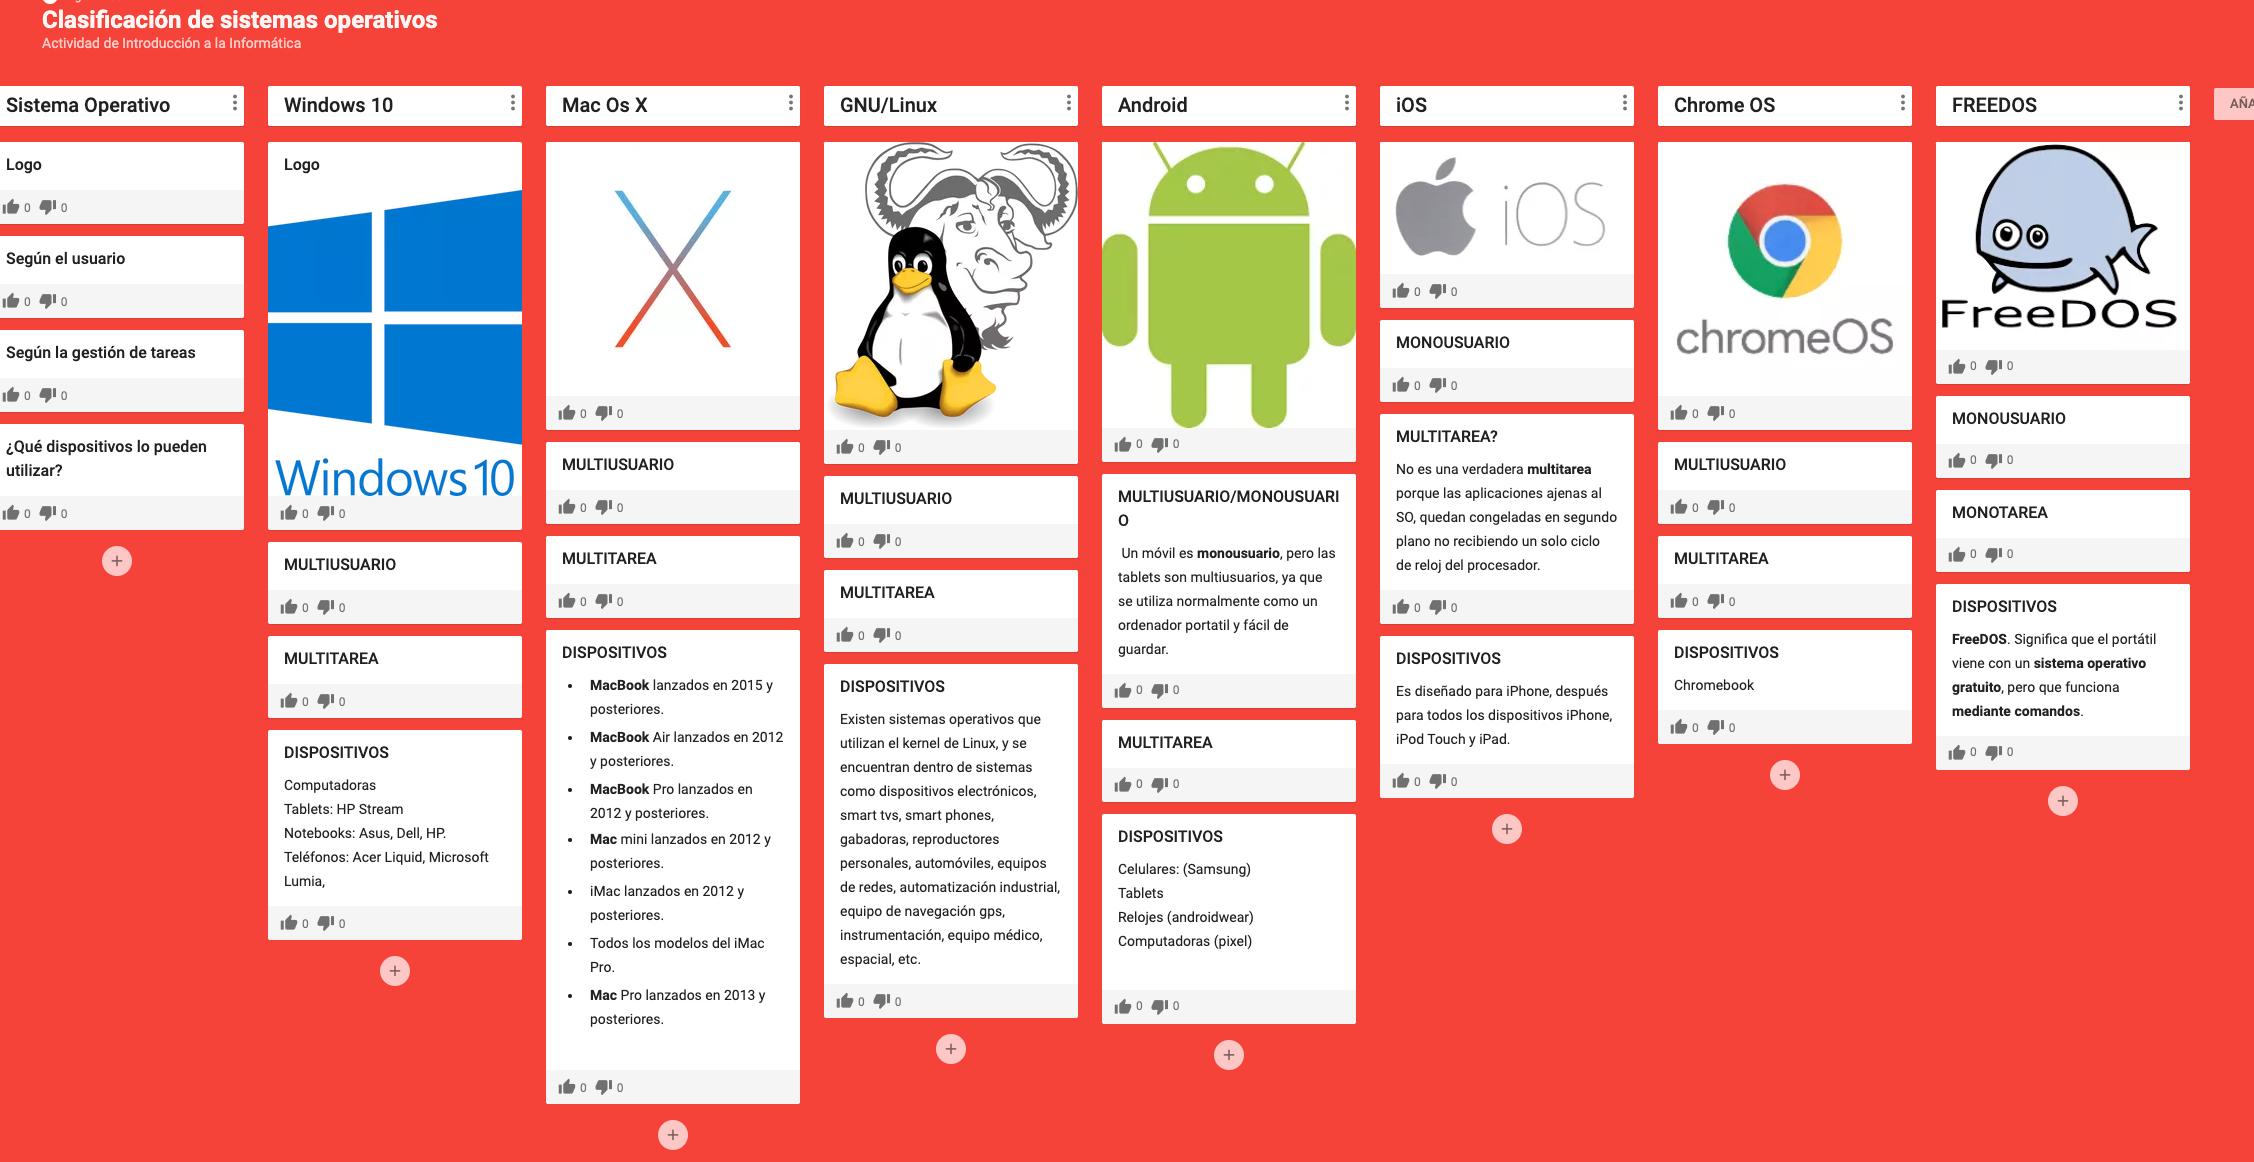 Clasificación de sistemas operativos
Actividad de Introducción a la Informática
AÑA
Sistema Operativo
Logo
0 0
Según el usuario
0 0
Según la gestión de tareas
0 0
¿Qué dispositivos lo pueden
utilizar?
0 0
Windows 10
Logo
Windows 10
0 0
MULTIUSUARIO
0 0
MULTITAREA
0 0
DISPOSITIVOS
Computadoras
Tablets: HP Stream
Notebooks: Asus, Dell, HP.
Teléfonos: Acer Liquid, Microsoft
Lumia,
0 0
Mac Os X
0 0
MULTIUSUARIO
0 0
MULTITAREA
0 0
DISPOSITIVOS
• MacBook lanzados en 2015 y
posteriores.
• MacBook Air lanzados en 2012
y posteriores.
• MacBook Pro lanzados en
2012 y posteriores.
• Mac mini lanzados en 2012 y
posteriores.
• iMac lanzados en 2012 y
posteriores.
• Todos los modelos del iMac
Pro.
• Mac Pro lanzados en 2013 y
posteriores.
0 0
GNU/Linux
0 0
MULTIUSUARIO
0 0
MULTITAREA
0 0
DISPOSITIVOS
Existen sistemas operativos que
utilizan el kernel de Linux, y se
encuentran dentro de sistemas
como dispositivos electrónicos,
smart tvs, smart phones,
gabadoras, reproductores
personales, automóviles, equipos
de redes, automatización industrial,
equipo de navegación gps,
instrumentación, equipo médico,
espacial, etc.
0 0
Android
0 0
MULTIUSUARIO/MONOUSUARI
O
Un móvil es monousuario, pero las
tablets son multiusuarios, ya que
se utiliza normalmente como un
ordenador portatil y fácil de
guardar.
0 0
MULTITAREA
0 0
DISPOSITIVOS
Celulares: (Samsung)
Tablets
Relojes (androidwear)
Computadoras (pixel)
0 0
iOS
iOS
0 0
MONOUSUARIO
0 0
MULTITAREA?
No es una verdadera multitarea
porque las aplicaciones ajenas al
SO, quedan congeladas en segundo
plano no recibiendo un solo ciclo
de reloj del procesador.
0 0
DISPOSITIVOS
Es diseñado para iPhone, después
para todos los dispositivos iPhone,
iPod Touch y iPad.
0 0
Chrome OS
chromeOS
0 0
MULTIUSUARIO
0 0
MULTITAREA
0 0
DISPOSITIVOS
Chromebook
0 0
FREEDOS
FreeDOS
0 0
MONOUSUARIO
0 0
MONOTAREA
0 0
DISPOSITIVOS
FreeDOS. Significa que el portátil
viene con un sistema operativo
gratuito, pero que funciona
mediante comandos.
0 0